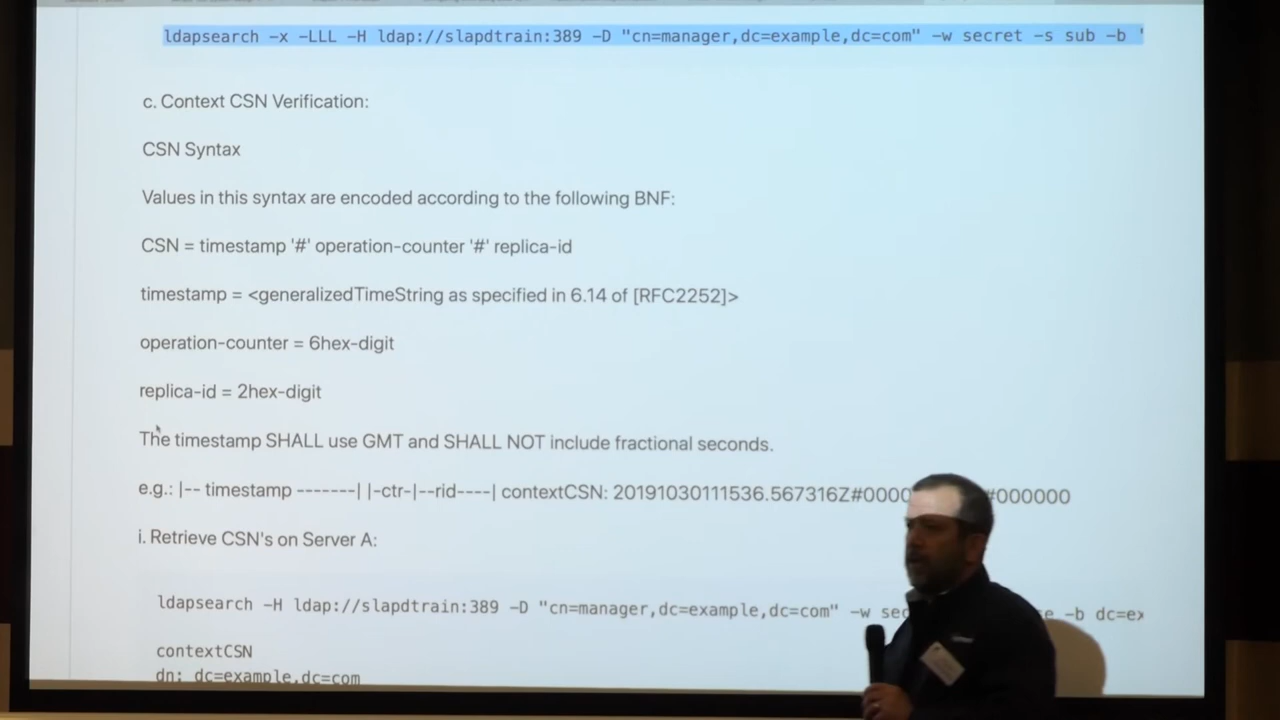 ldapsearch -x -LLL -H ldap://slapdtrain:389 -D "cn=manager,dc=example,dc=com" -w secret -s sub -b '
c. Context CSN Verification:
CSN Syntax
Values in this syntax are encoded according to the following BNF:
CSN = timestamp '#' operation-counter '#' replica-id
timestamp = <generalizedTimeString as specified in 6.14 of [RFC2252]>
operation-counter = 6hex-digit
replica-id = 2hex-digit
The timestamp SHALL use GMT and SHALL NOT include fractional seconds.
e.g.: |-- timestamp -------| |-ctr-|--rid----| contextCSN: 20191030111536.567316Z#0000 #000000
i. Retrieve CSN's on Server A:
ldapsearch -H ldap://slapdtrain:389 -D "cn=manager,dc=example,dc=com" -w sec e -b dc=ex
contextCSN
dn: dc=example,dc=com